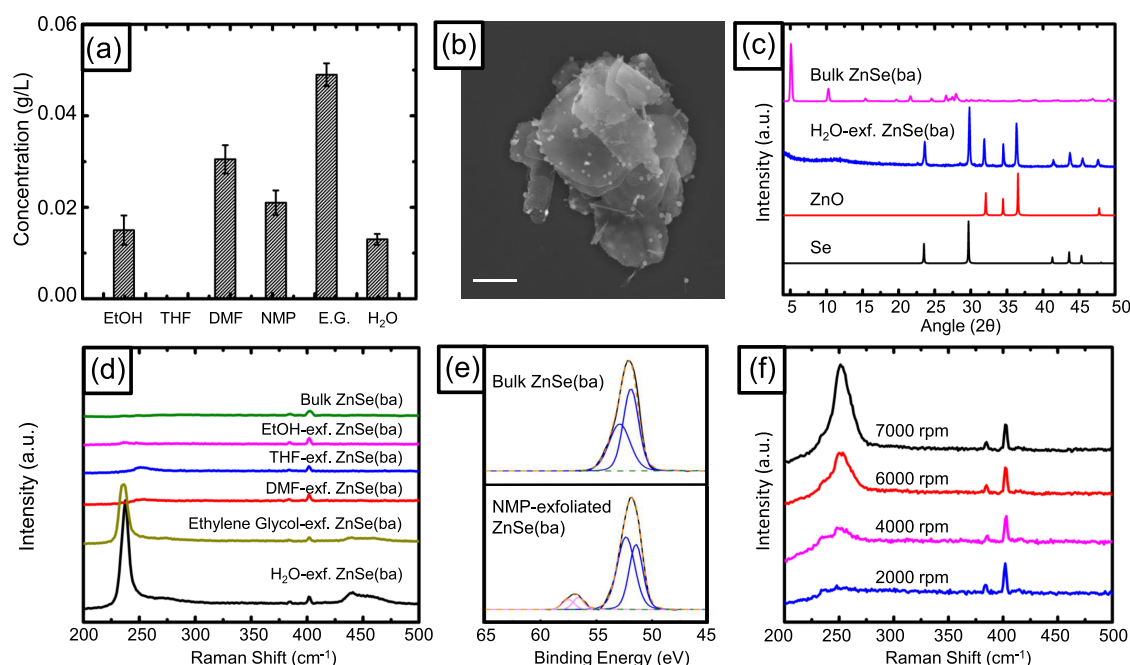 (a)
Concentration (g/L)
0.06
0.04
0.02
0.00
EtOH THF DMF NMP E.G. H₂O
(b)
(c)
Intensity (a.u.)
Bulk ZnSe(ba)
H₂O-exf. ZnSe(ba)
ZnO
Se
5 10 15 20 25 30 35 40 45 50
Angle (2θ)
(d)
Intensity (a.u.)
Bulk ZnSe(ba)
EtOH-exf. ZnSe(ba)
THF-exf. ZnSe(ba)
DMF-exf. ZnSe(ba)
Ethylene Glycol-exf. ZnSe(ba)
H₂O-exf. ZnSe(ba)
200 250 300 350 400 450 500
Raman Shift (cm⁻¹)
(e)
Intensity (a.u.)
Bulk ZnSe(ba)
NMP-exfoliated
ZnSe(ba)
65 60 55 50 45
Binding Energy (eV)
(f)
Intensity (a.u.)
7000 rpm
6000 rpm
4000 rpm
2000 rpm
200 250 300 350 400 450 500
Raman Shift (cm⁻¹)